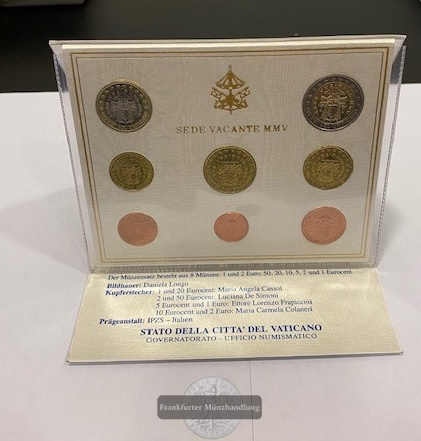 SEDE VACANTE MMV
Der Münzensatz besteht aus 8 Münzen: 1 und 2 Euro; 50, 20, 10, 5, 2 und 1 Eurocent
Bildhauer: Daniela Longo
Kupferstecher: 1 und 20 Eurocent: Maria Angela Cassol
2 und 50 Eurocent: Luciana De Simoni
5 Eurocent und 1 Euro: Ettore Lorenzo Frapiccini
10 Eurocent und 2 Euro: Maria Carmela Colaneri
Prägeanstalt: IPZS – Italien
STATO DELLA CITTA' DEL VATICANO
GOVERNATORATO - UFFICIO NUMISMATICO
Frankfurter Münzhandlung